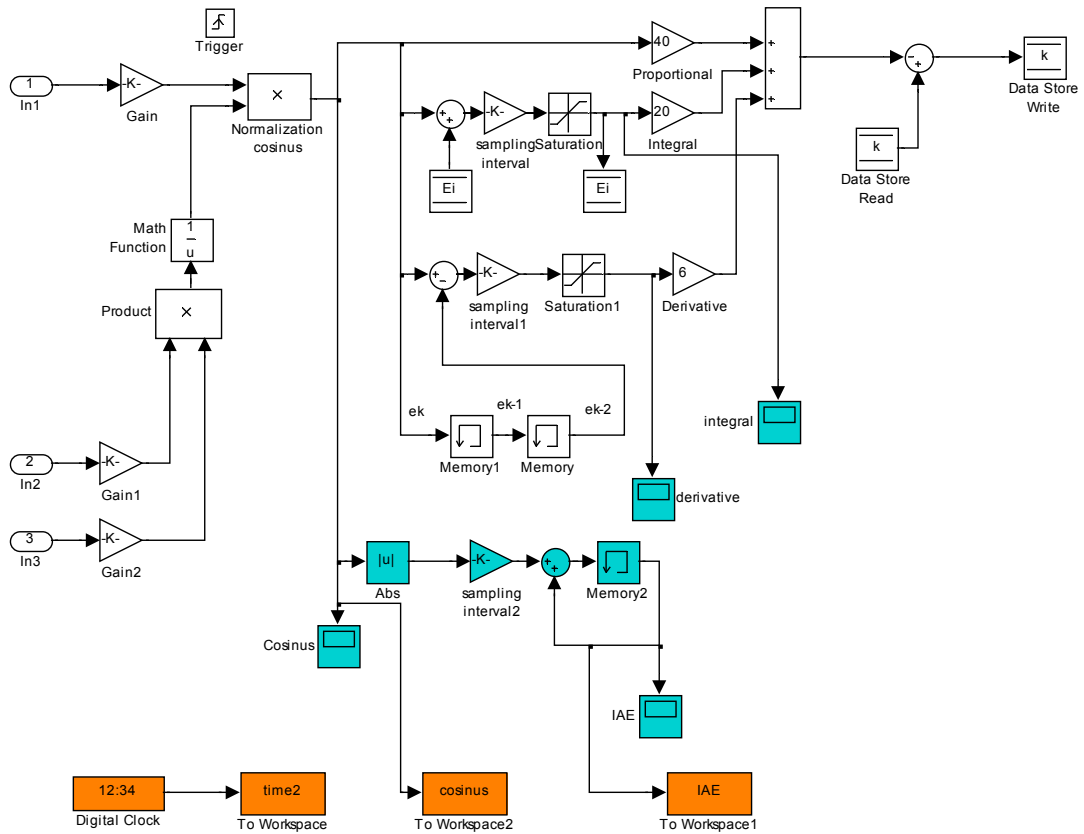 Trigger
1
In1
-K-
Gain
×
Normalization
cosinus
Math
Function
1
u
Product
×
2
In2
-K-
Gain1
3
In3
-K-
Gain2
40
Proportional
+
+
+
-
+
k
Data Store
Write
k
Data Store
Read
+
+
-K-
sampling
interval
Saturation
20
Integral
Ei
Ei
+
-
-K-
sampling
interval1
Saturation1
6
Derivative
ek
ek-1
ek-2
Memory1
Memory
integral
derivative
|u|
Abs
-K-
sampling
interval2
+
+
Memory2
Cosinus
IAE
12:34
Digital Clock
time2
To Workspace
cosinus
To Workspace2
IAE
To Workspace1